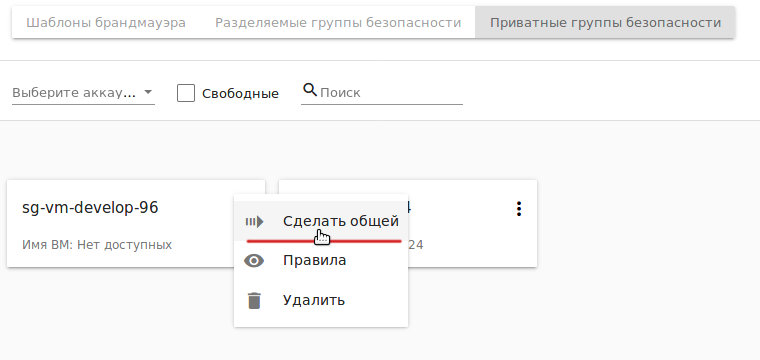 Шаблоны брандмауэра Разделяемые группы безопасности Приватные группы безопасности
Выберите аккау... Свободные Поиск
sg-vm-develop-96 4
Сделать общей
Имя ВМ: Нет доступных 24
Правила
Удалить